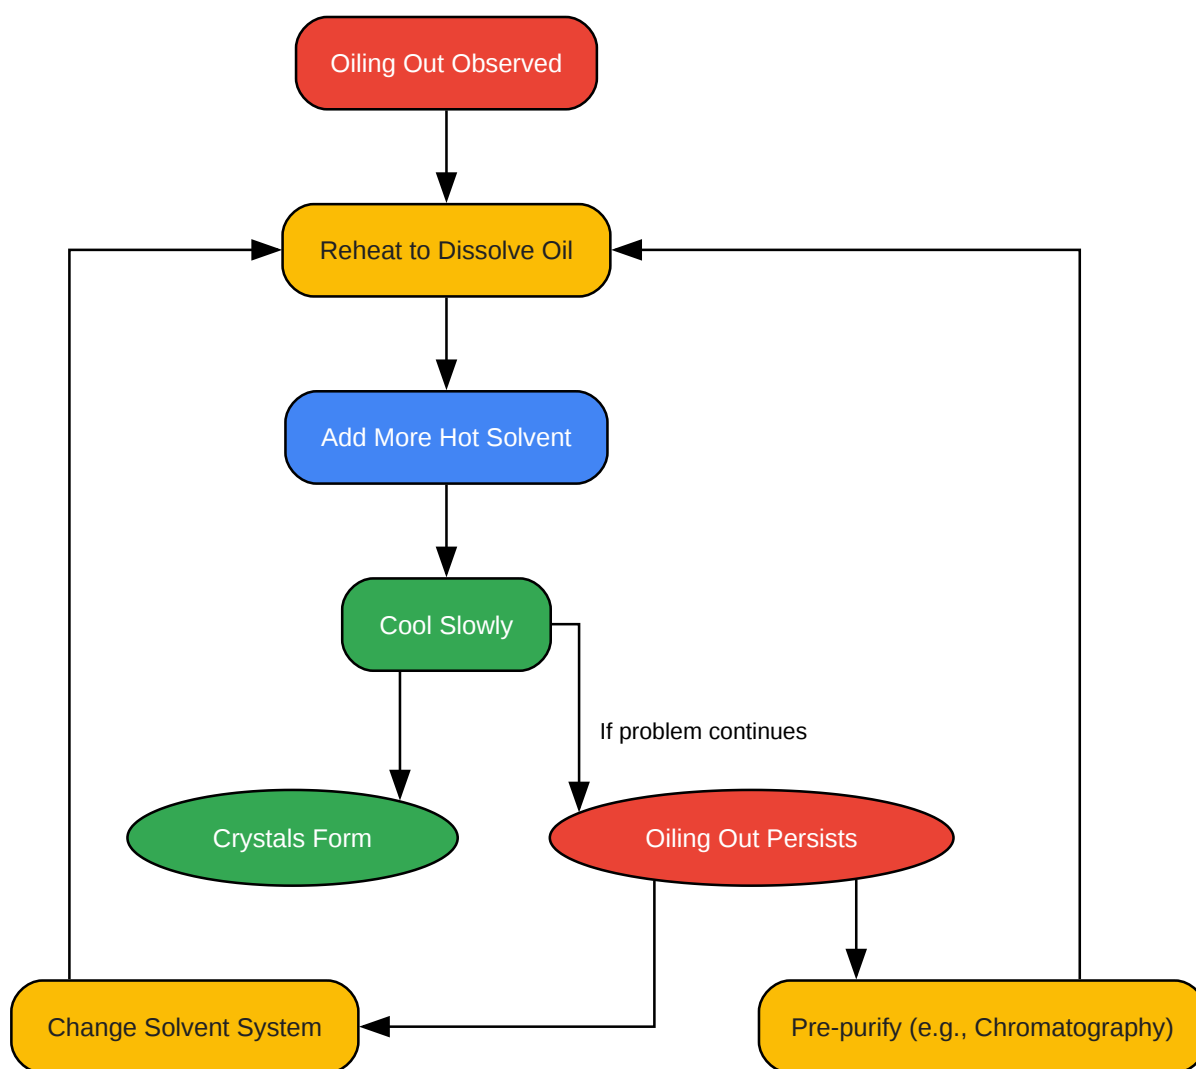 Oiling Out Observed
Reheat to Dissolve Oil
Add More Hot Solvent
Cool Slowly
If problem continues
Crystals Form
Oiling Out Persists
Change Solvent System
Pre-purify (e.g., Chromatography)